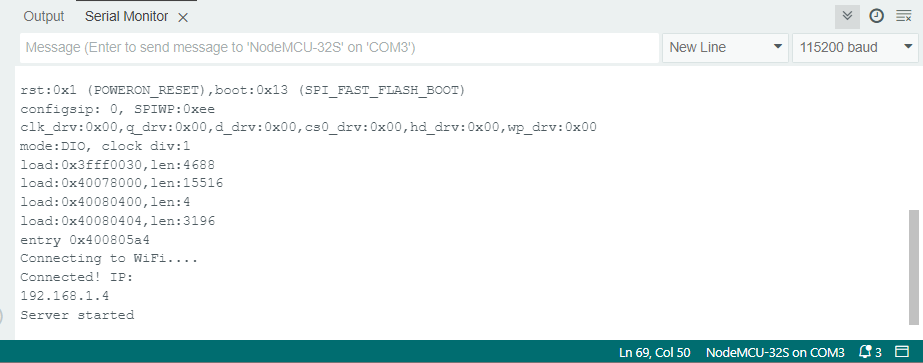 Output Serial Monitor
Message (Enter to send message to 'NodeMCU-32S' on 'COM3') New Line 115200 baud
rst:0x1 (POWERON_RESET),boot:0x13 (SPI_FAST_FLASH_BOOT)
configsip: 0, SPIWP:0xee
clk_drv:0x00,q_drv:0x00,d_drv:0x00,cs0_drv:0x00,hd_drv:0x00,wp_drv:0x00
mode:DIO, clock div:1
load:0x3fff0030,len:4688
load:0x40078000,len:15516
load:0x40080400,len:4
load:0x40080404,len:3196
entry 0x400805a4
Connecting to WiFi....
Connected! IP:
192.168.1.4
Server started
Ln 69, Col 50 NodeMCU-32S on COM3 3